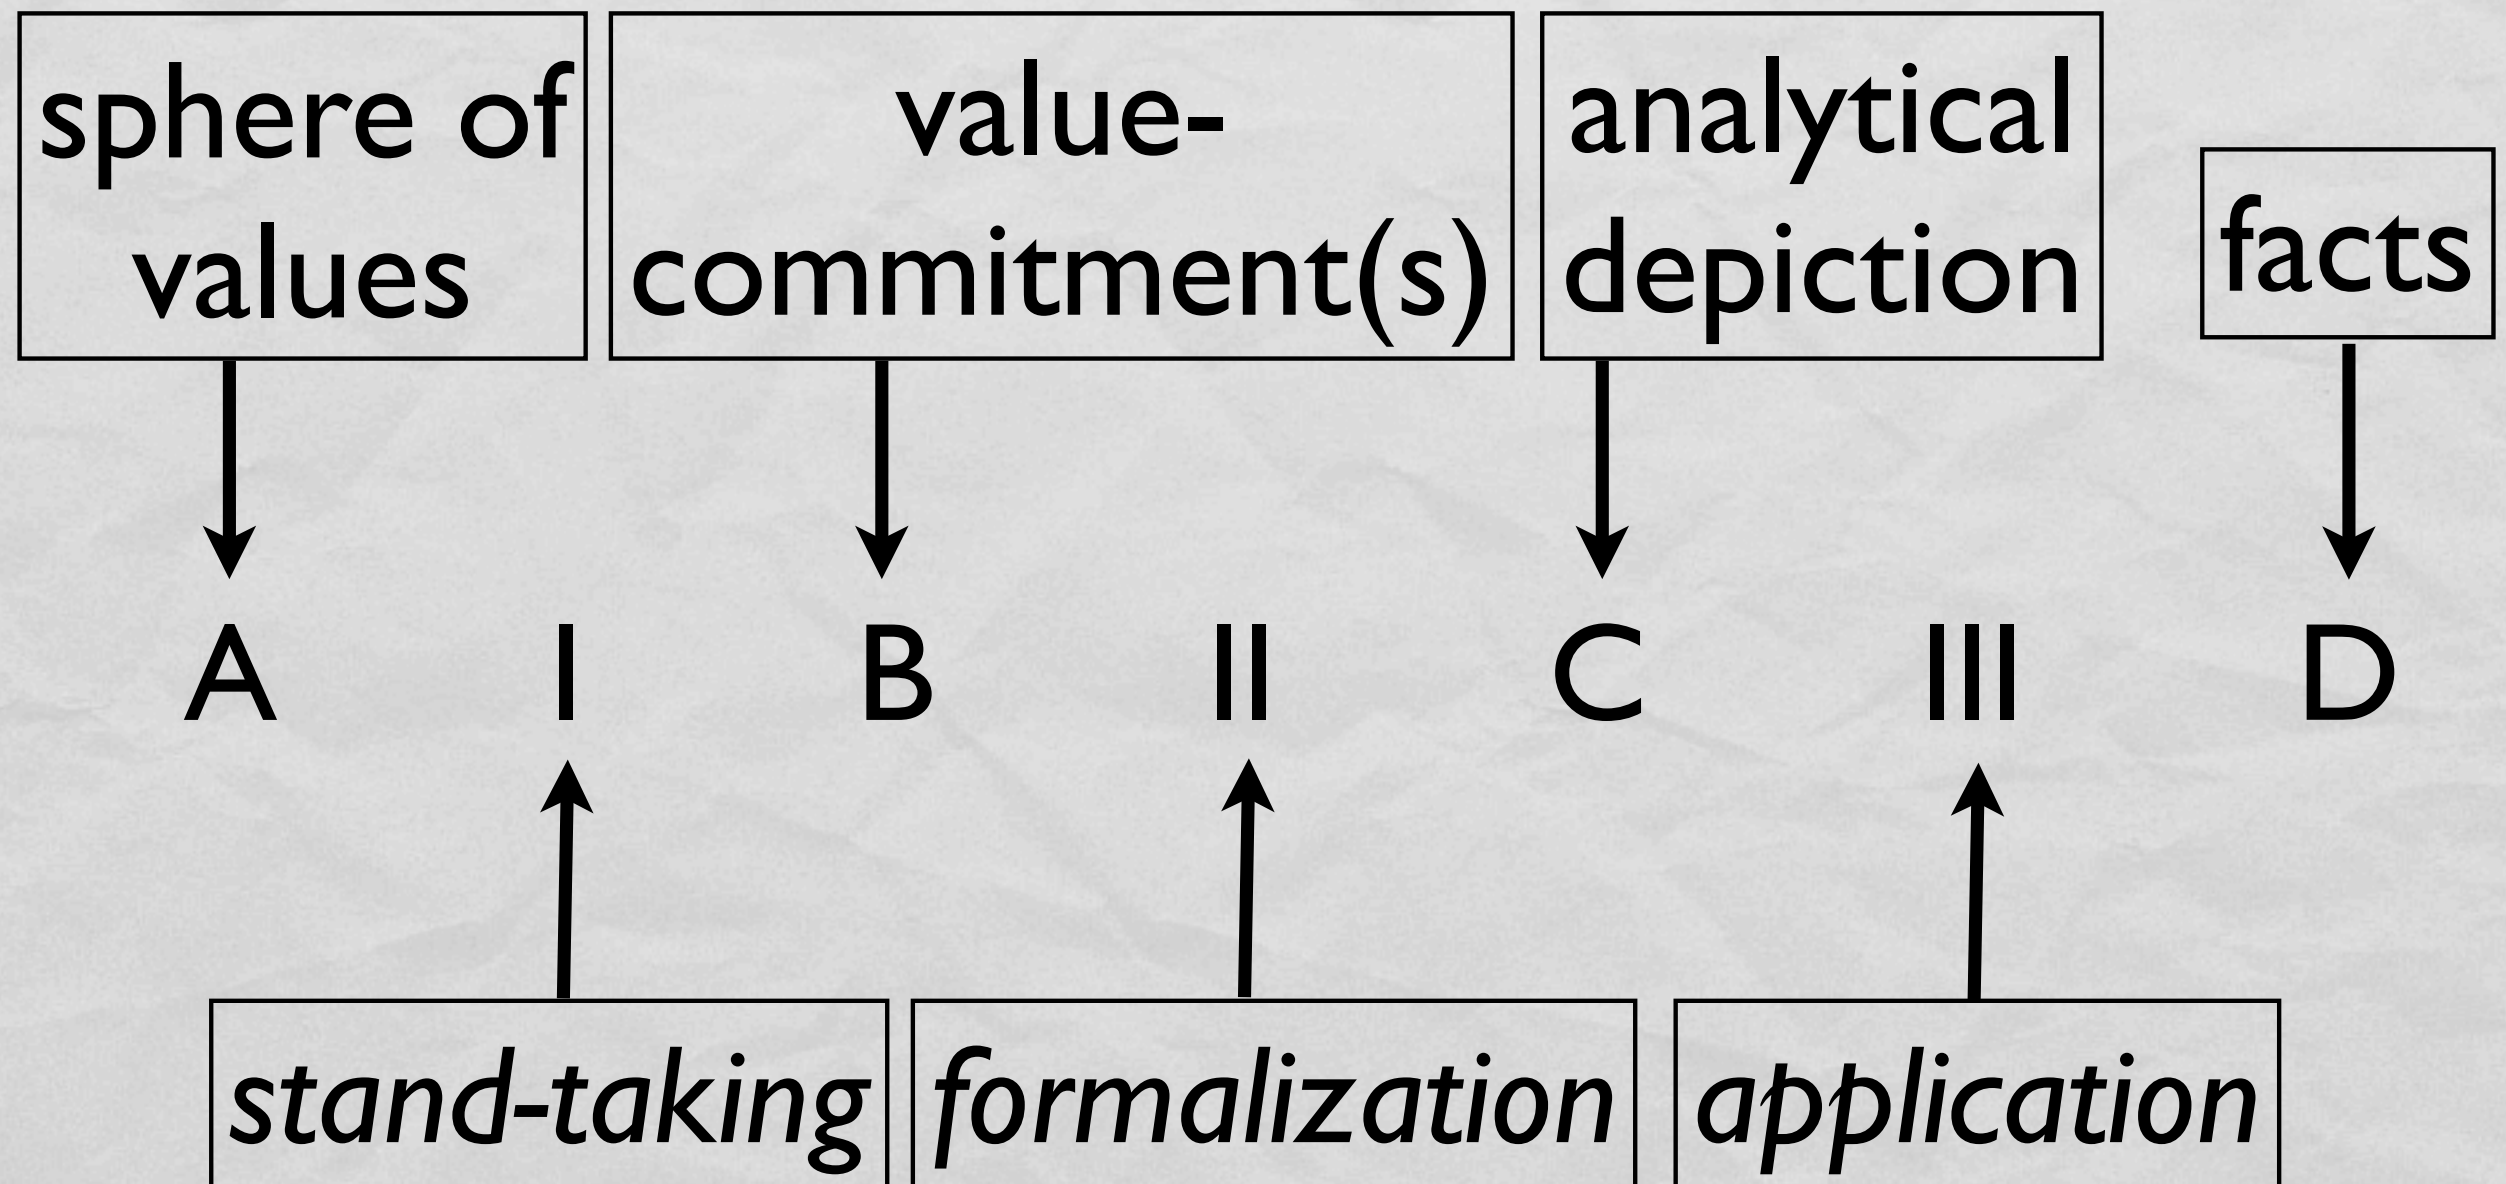 sphere of
values
value-
commitment(s)
analytical
depiction
facts
A I B II C III D
stand-taking
formalization
application